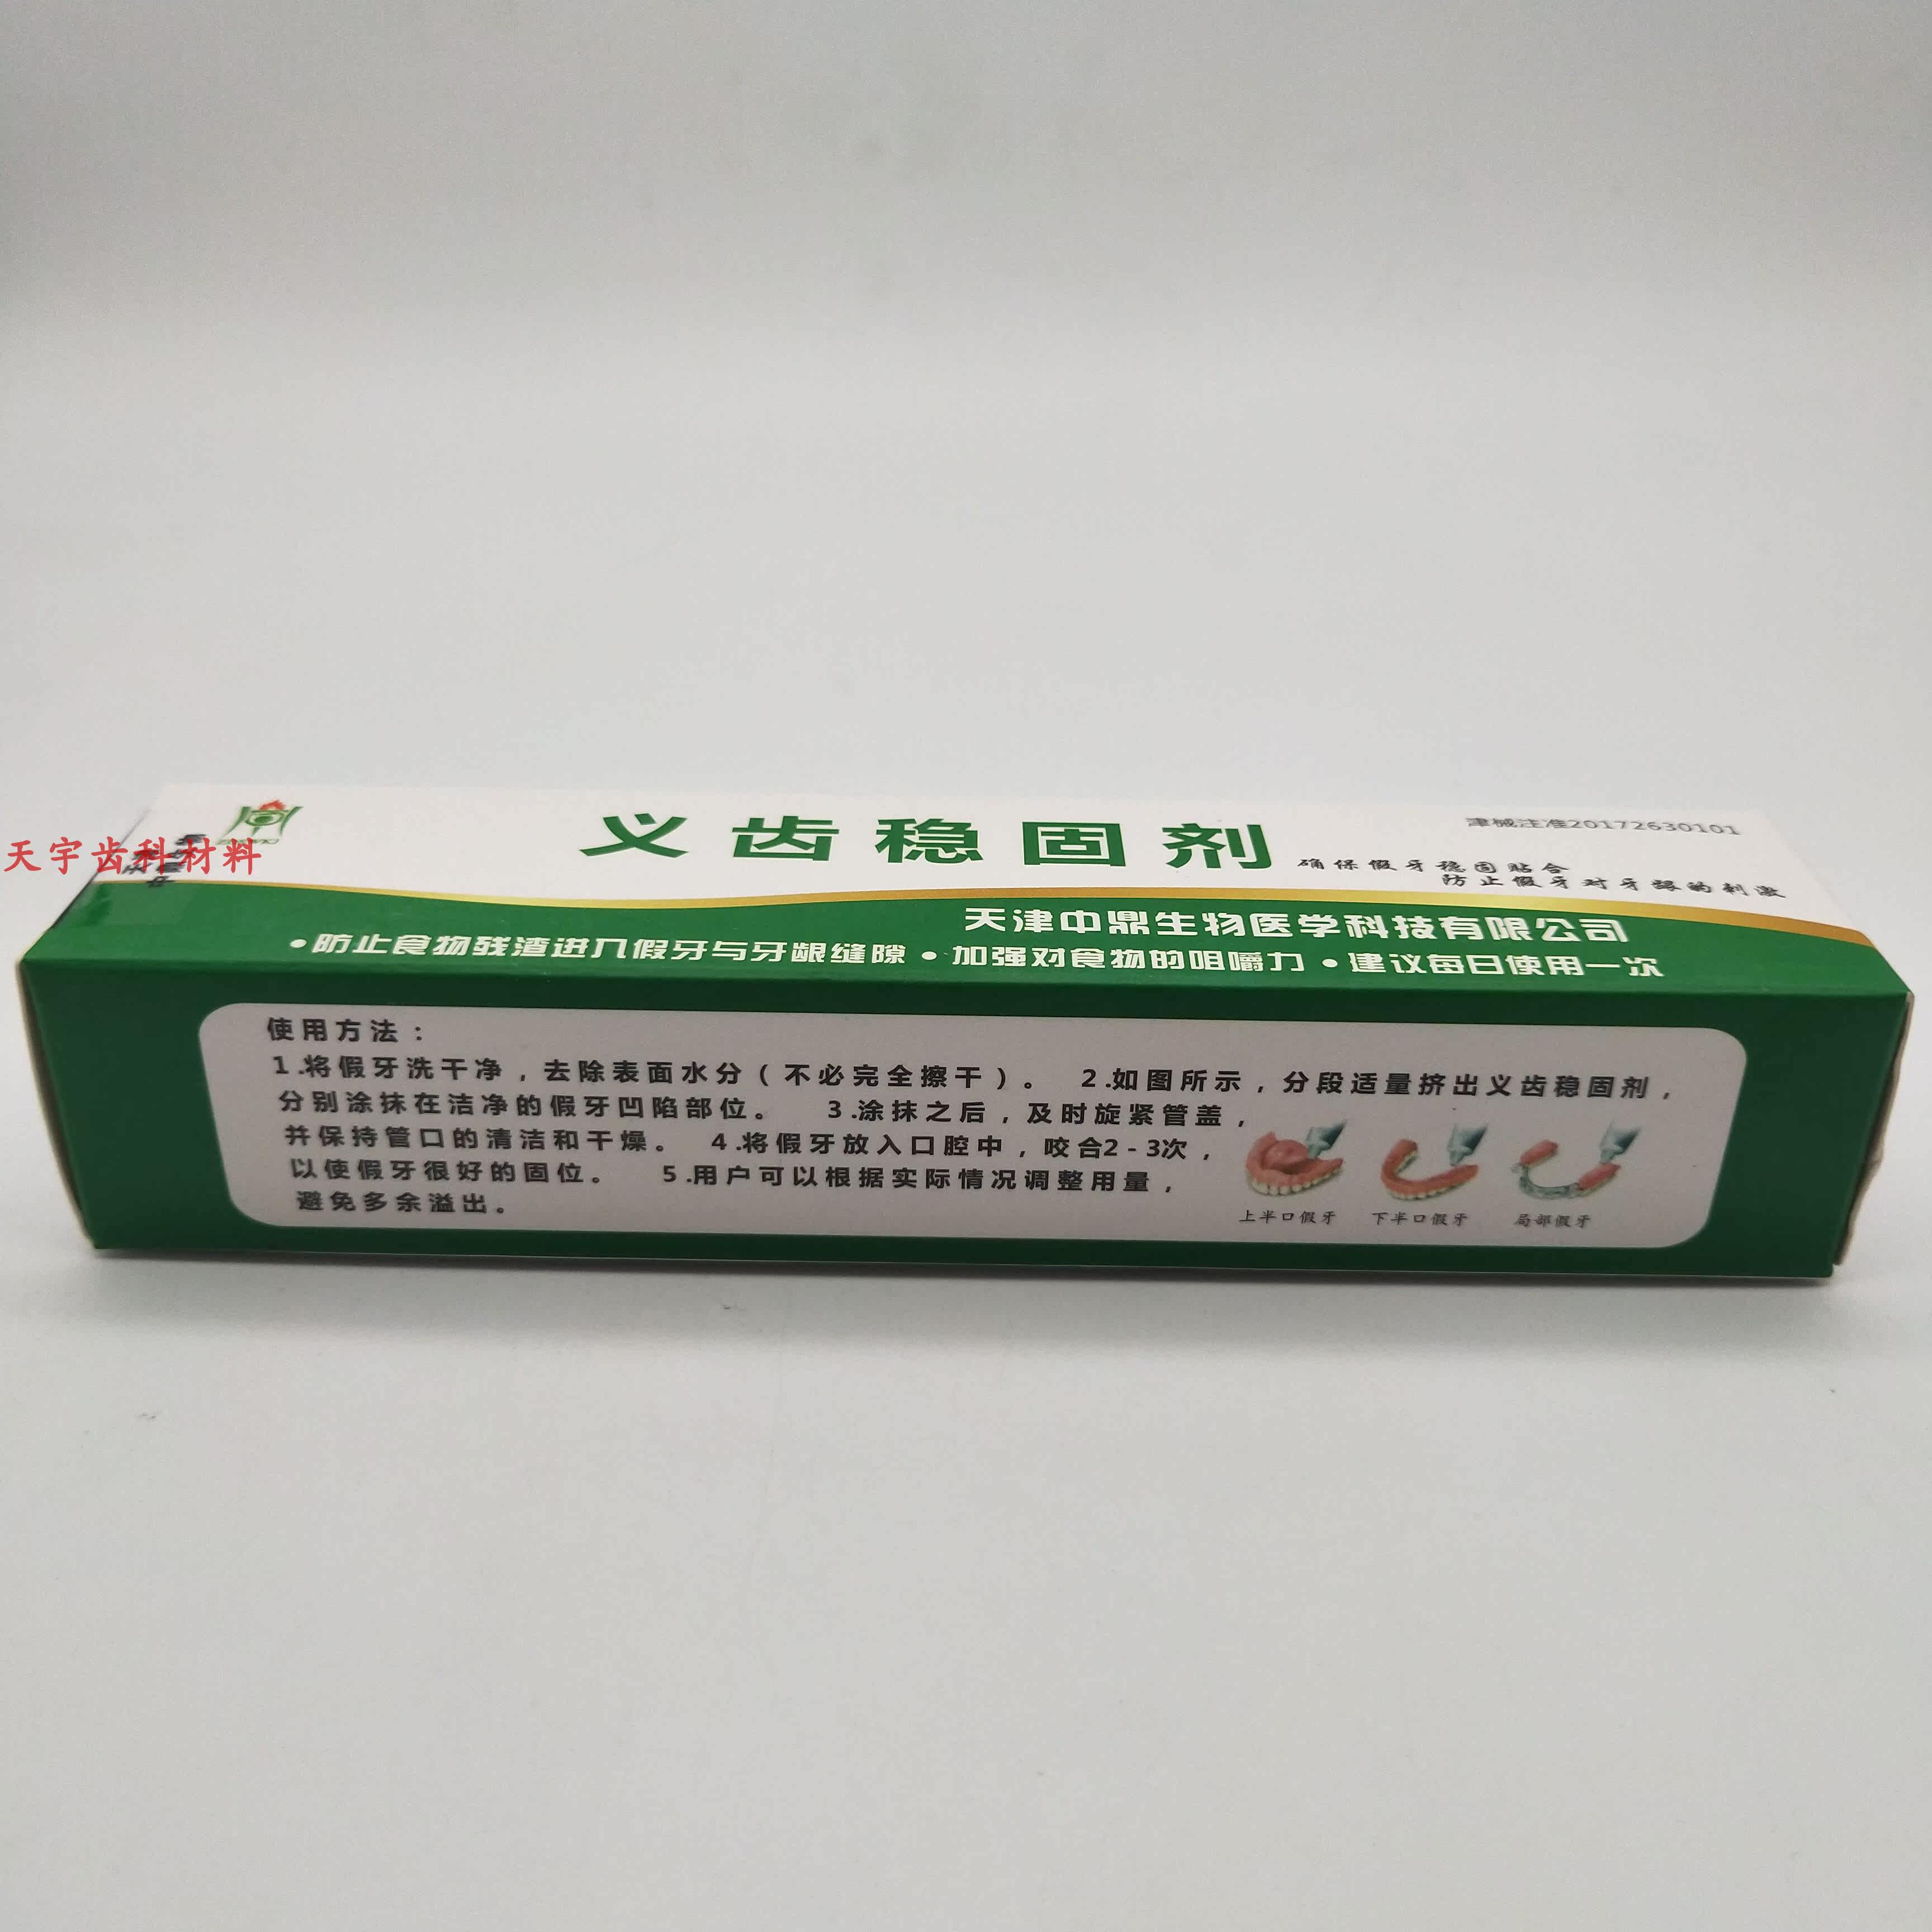 天宇齿科材料
义齿稳固剂
津械注准20172630101
确保假牙稳固贴合
防止假牙对牙龈的刺激
天津中鼎生物医学科技有限公司
•防止食物残渣进入假牙与牙龈缝隙•加强对食物的咀嚼力•建议每日使用一次
使用方法：
1.将假牙洗干净，去除表面水分（不必完全擦干）。 2.如图所示，分段适量挤出义齿稳固剂，
分别涂抹在洁净的假牙凹陷部位。 3.涂抹之后，及时旋紧管盖，
并保持管口的清洁和干燥。 4.将假牙放入口腔中，咬合2-3次，
以使假牙很好的固位。 5.用户可以根据实际情况调整用量，
避免多余溢出。
上半口假牙 下半口假牙 局部假牙